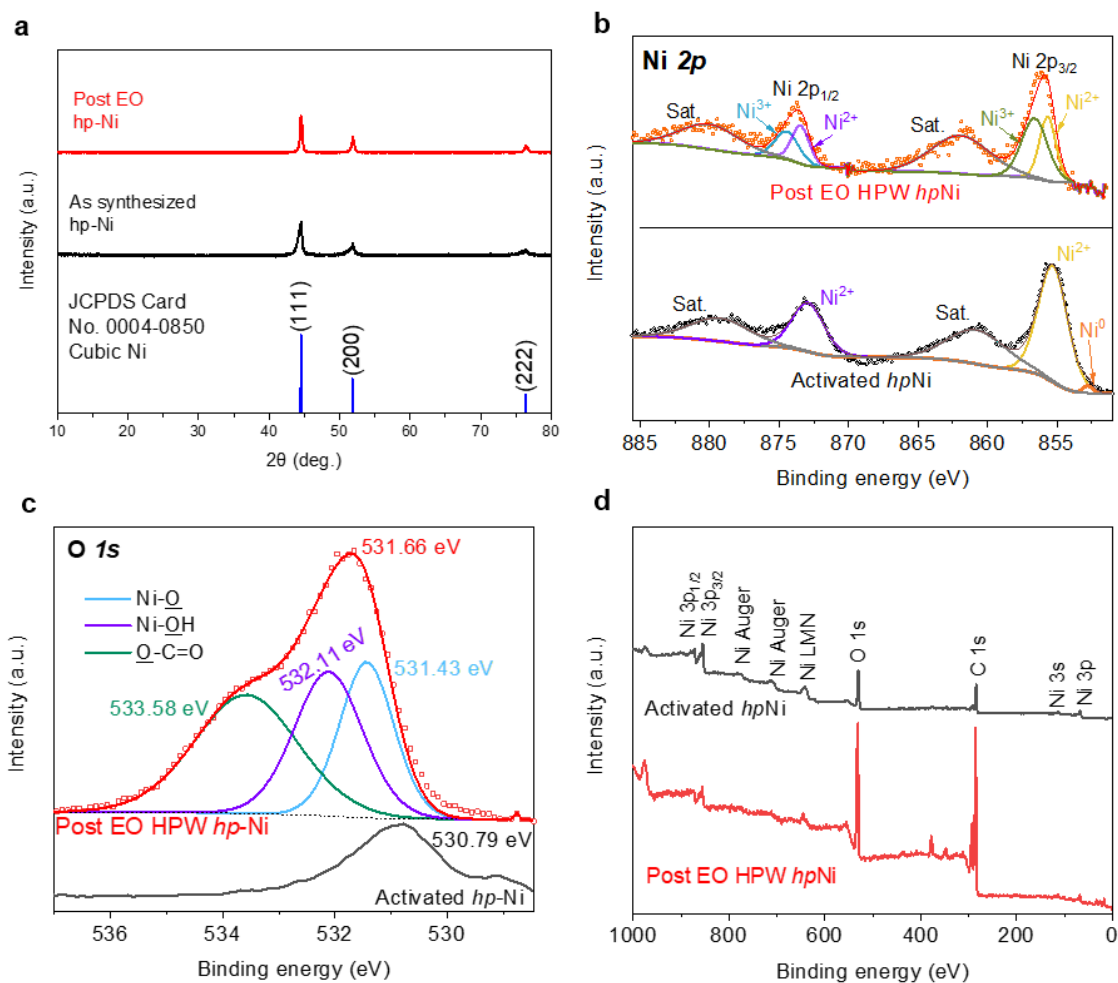 a
Post EO
hp-Ni
As synthesized
hp-Ni
JCPDS Card
No. 0004-0850
Cubic Ni
(111)
(200)
(222)
10 20 30 40 50 60 70 80
2θ (deg.)
Intensity (a.u.)
b
Ni 2p
Ni 2p3/2
Ni 2p1/2
Ni3+
Ni2+
Ni3+
Ni2+
Sat.
Sat.
Post EO HPW hpNi
Ni2+
Sat.
Ni2+
Sat.
Ni0
Activated hpNi
885 880 875 870 865 860 855
Binding energy (eV)
Intensity (a.u.)
c
O 1s
531.66 eV
Ni-O
Ni-OH
O-C=O
532.11 eV
531.43 eV
533.58 eV
Post EO HPW hp-Ni
530.79 eV
Activated hp-Ni
536 534 532 530
Binding energy (eV)
Intensity (a.u.)
d
Ni 3p1/2
Ni 3p3/2
Ni Auger
Ni Auger
Ni LMN
O 1s
C 1s
Ni 3s
Ni 3p
Activated hpNi
Post EO HPW hpNi
1000 800 600 400 200 0
Binding energy (eV)
Intensity (a.u.)